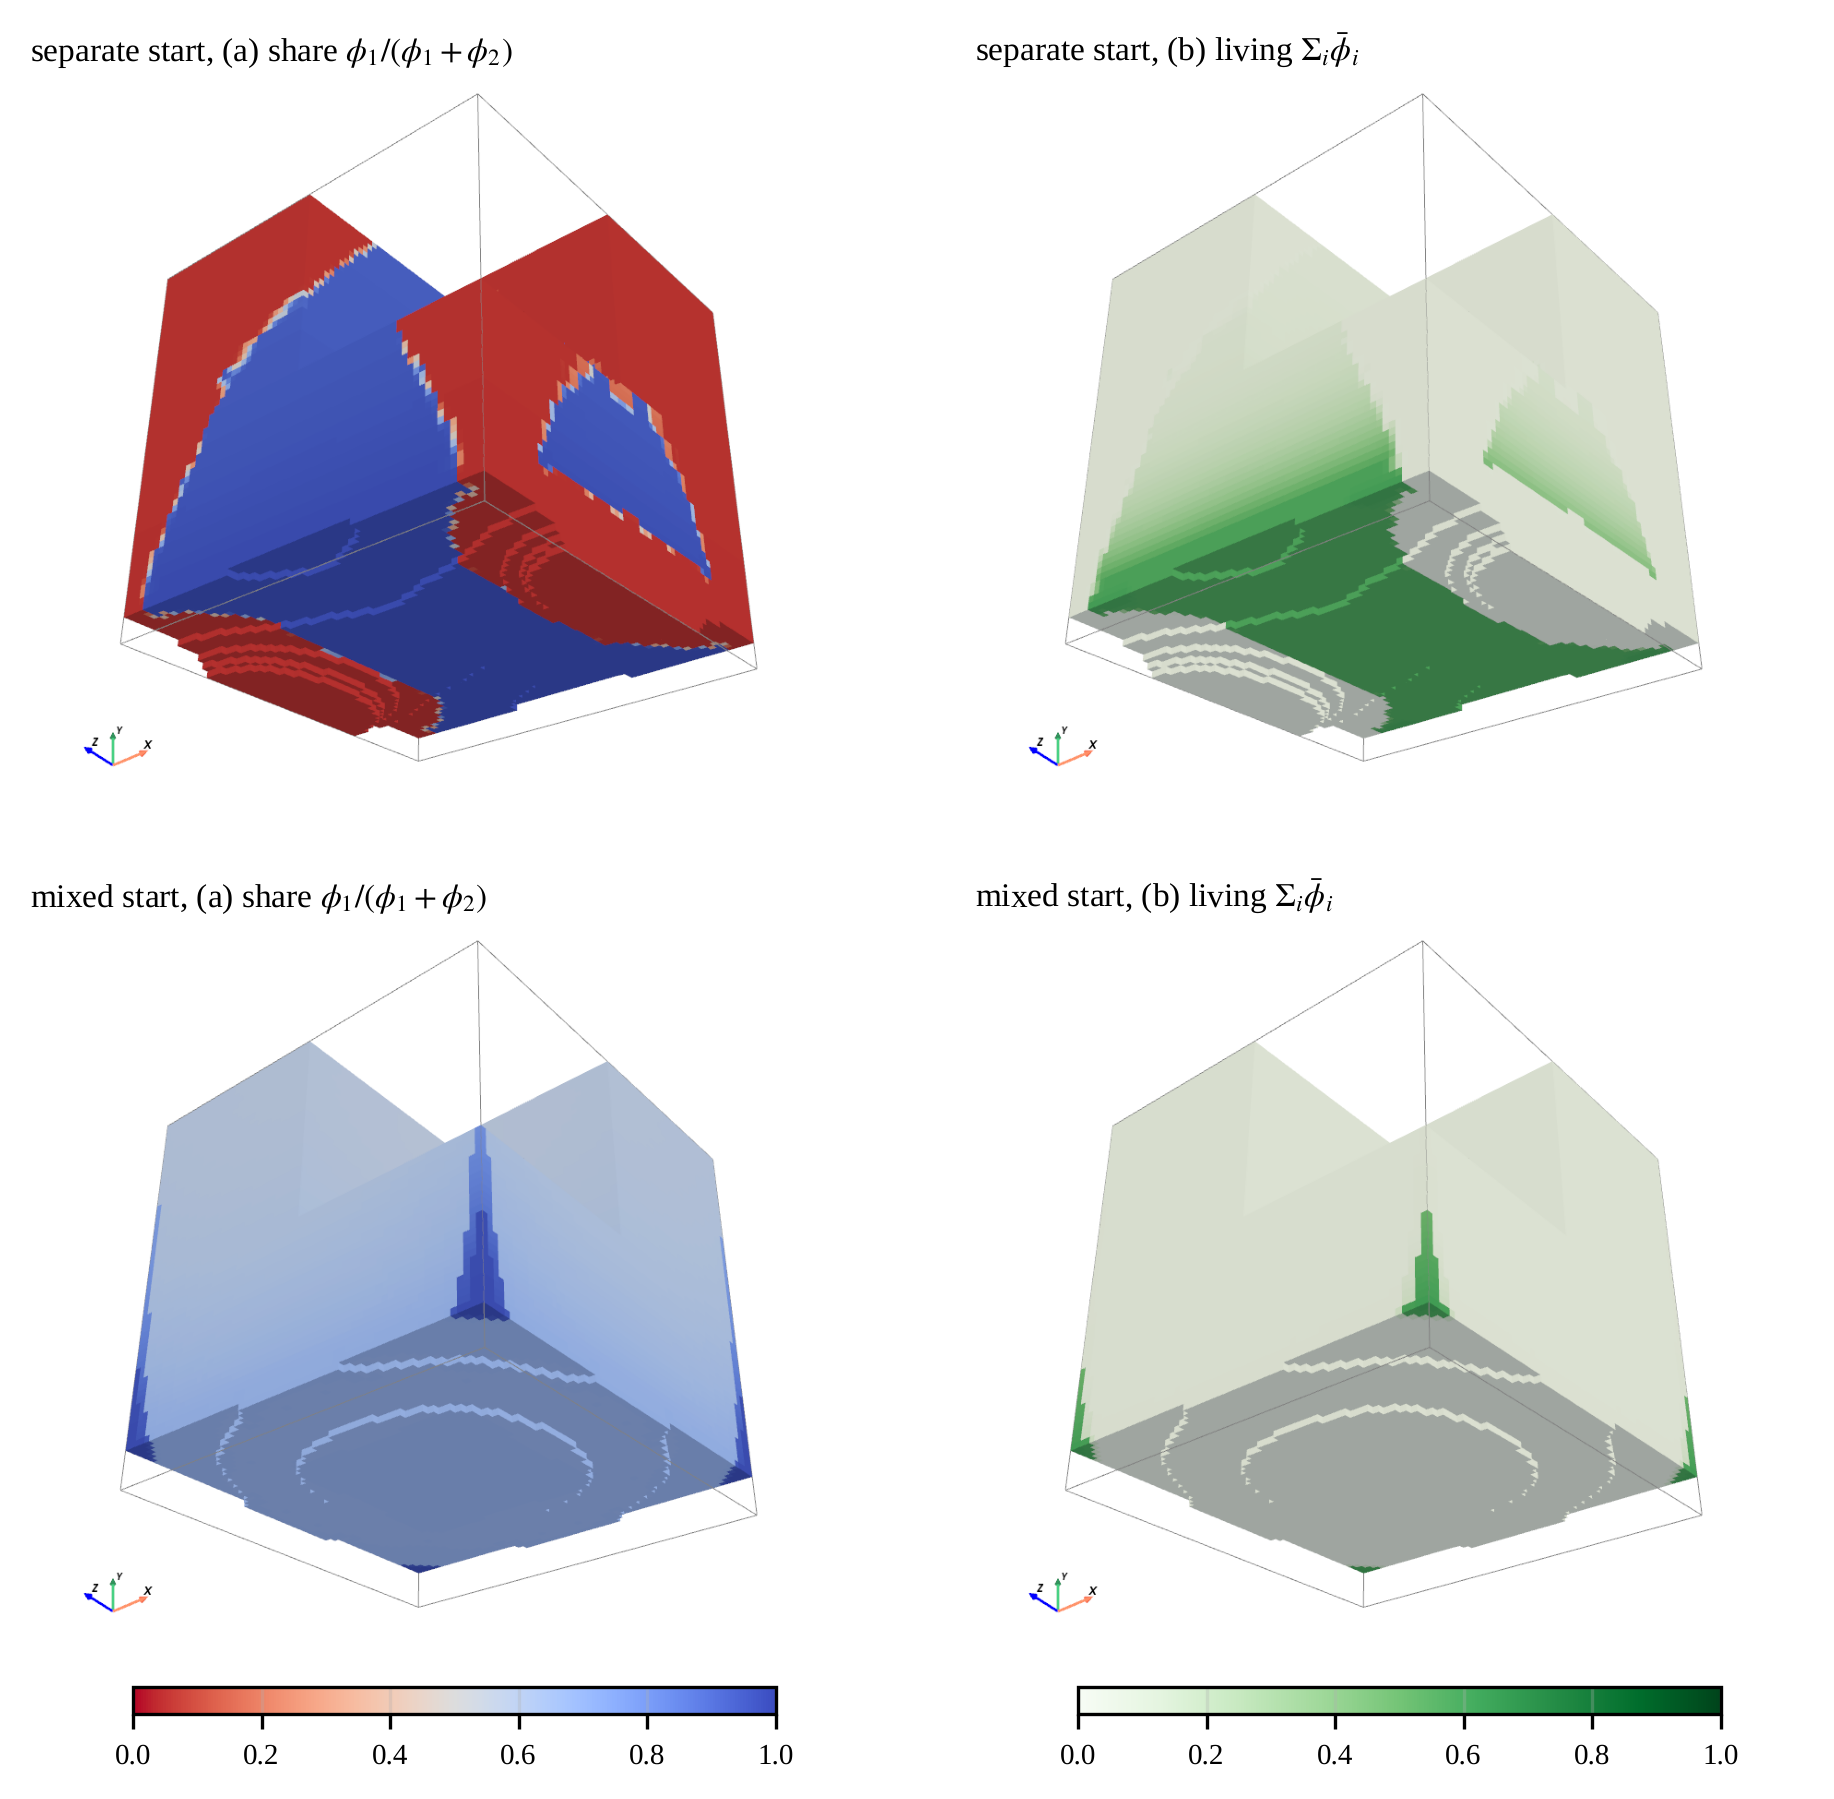 separate start, (a) share ϕ₁/(ϕ₁ + ϕ₂)
separate start, (b) living Σᵢϕ̄ᵢ
Z Y X
Z Y X
mixed start, (a) share ϕ₁/(ϕ₁ + ϕ₂)
mixed start, (b) living Σᵢϕ̄ᵢ
Z Y X
Z Y X
0.0 0.2 0.4 0.6 0.8 1.0
0.0 0.2 0.4 0.6 0.8 1.0